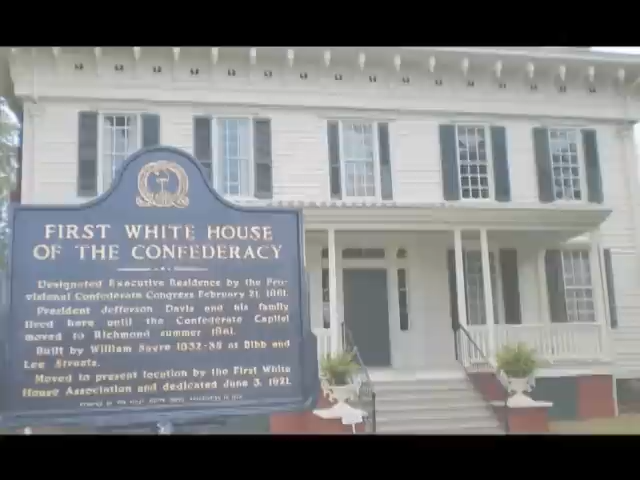 FIRST WHITE HOUSE
OF THE CONFEDERACY
Designated Executive Residence by the Pro-
visional Confederate Congress February 21, 1861.
President Jefferson Davis and his family
lived here until the Confederate Capital
moved to Richmond summer 1861.
Built by William Sayre 1832-35 at Bibb and
Lee Streets.
Moved to present location by the First White
House Association and dedicated June 3, 1921.